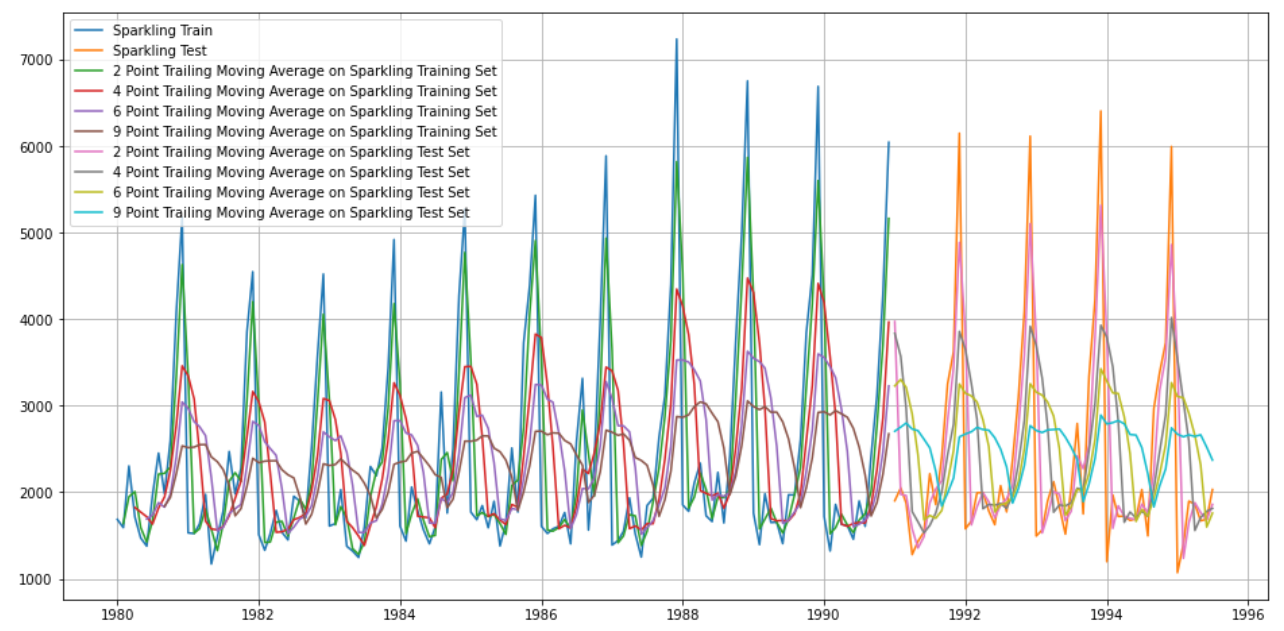 Sparkling Train
Sparkling Test
2 Point Trailing Moving Average on Sparkling Training Set
4 Point Trailing Moving Average on Sparkling Training Set
6 Point Trailing Moving Average on Sparkling Training Set
9 Point Trailing Moving Average on Sparkling Training Set
2 Point Trailing Moving Average on Sparkling Test Set
4 Point Trailing Moving Average on Sparkling Test Set
6 Point Trailing Moving Average on Sparkling Test Set
9 Point Trailing Moving Average on Sparkling Test Set
7000
6000
5000
4000
3000
2000
1000
1980 1982 1984 1986 1988 1990 1992 1994 1996